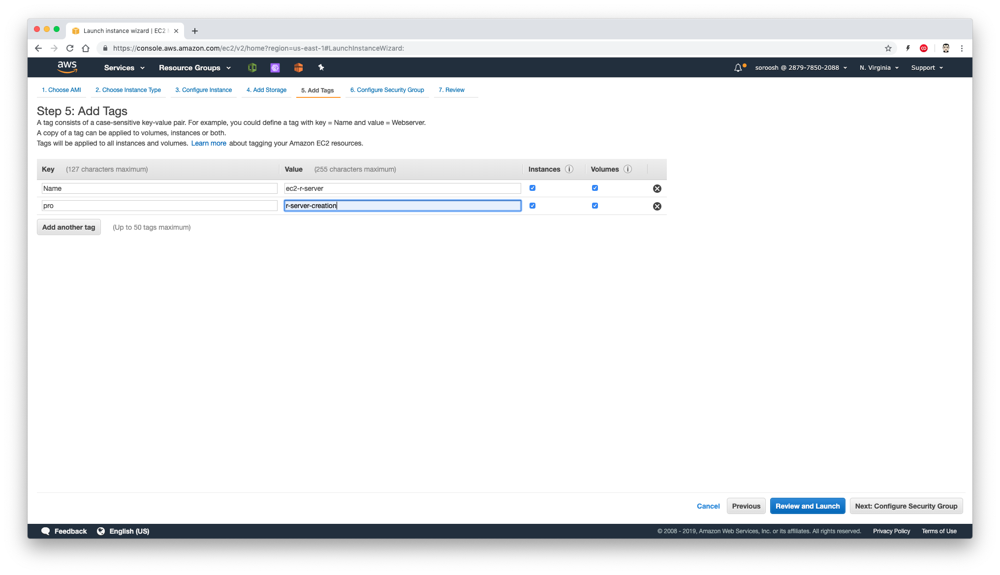 Launch instance wizard | EC2
https://console.aws.amazon.com/ec2/v2/home?region=us-east-1#LaunchInstanceWizard:
aws Services Resource Groups soroosh @ 2879-7850-2088 N. Virginia Support
1. Choose AMI 2. Choose Instance Type 3. Configure Instance 4. Add Storage 5. Add Tags 6. Configure Security Group 7. Review
Step 5: Add Tags
A tag consists of a case-sensitive key-value pair. For example, you could define a tag with key = Name and value = Webserver.
A copy of a tag can be applied to volumes, instances or both.
Tags will be applied to all instances and volumes. Learn more about tagging your Amazon EC2 resources.
Key (127 characters maximum) Value (255 characters maximum) Instances Volumes
Name ec2-r-server
pro r-server-creation
Add another tag (Up to 50 tags maximum)
Cancel Previous Review and Launch Next: Configure Security Group
Feedback English (US) © 2008 - 2019, Amazon Web Services, Inc. or its affiliates. All rights reserved. Privacy Policy Terms of Use